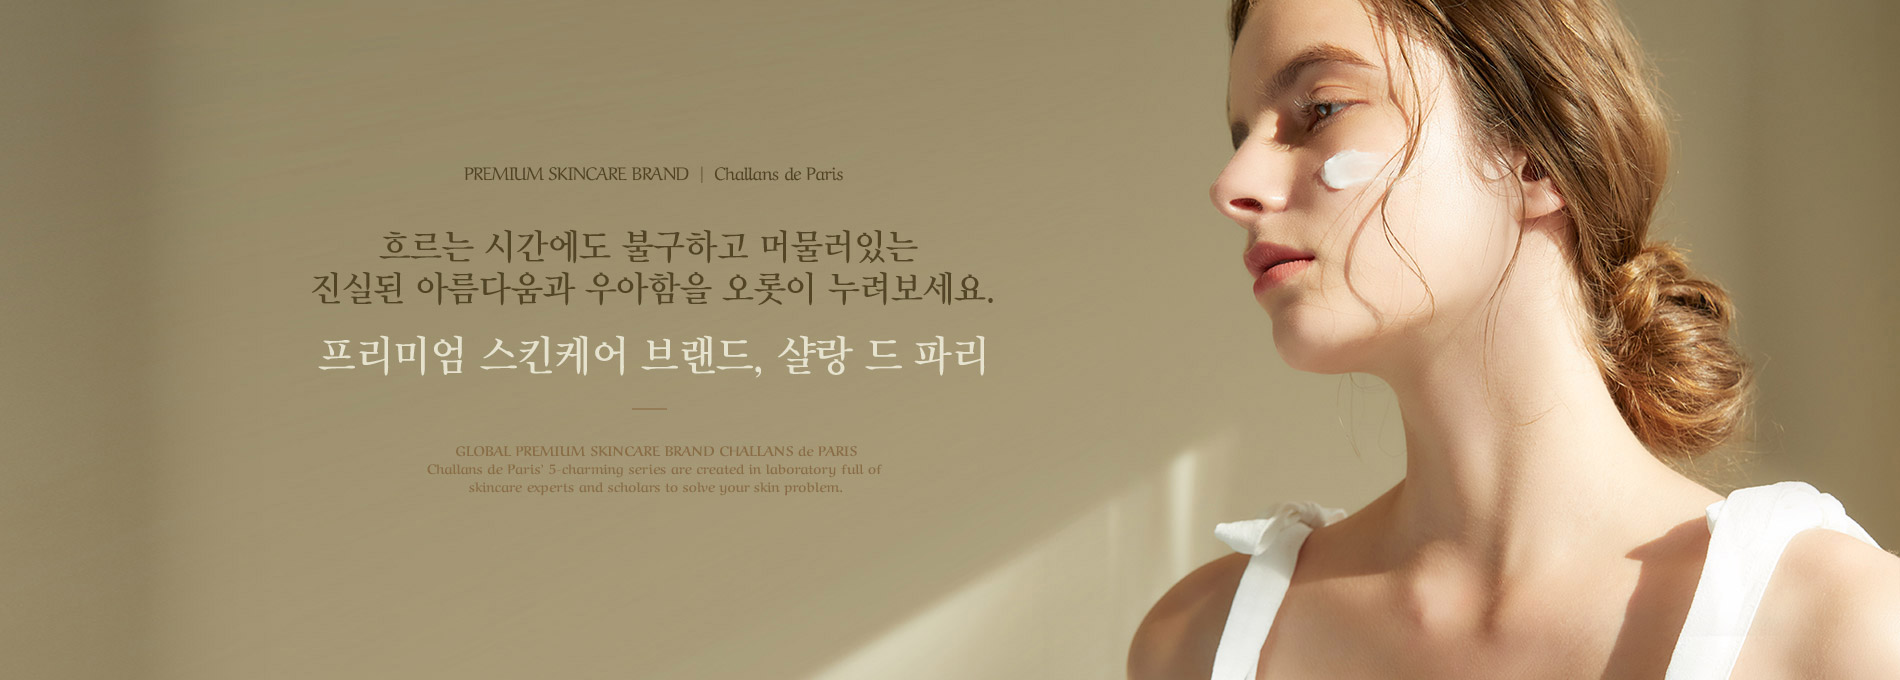 PREMIUM SKINCARE BRAND | Challans de Paris
흐르는 시간에도 불구하고 머물러있는
진실된 아름다움과 우아함을 오롯이 누려보세요.
프리미엄 스킨케어 브랜드, 샬랑 드 파리
GLOBAL PREMIUM SKINCARE BRAND CHALLANS de PARIS
Challans de Paris' 5-charming series are created in laboratory full of
skincare experts and scholars to solve your skin problem.